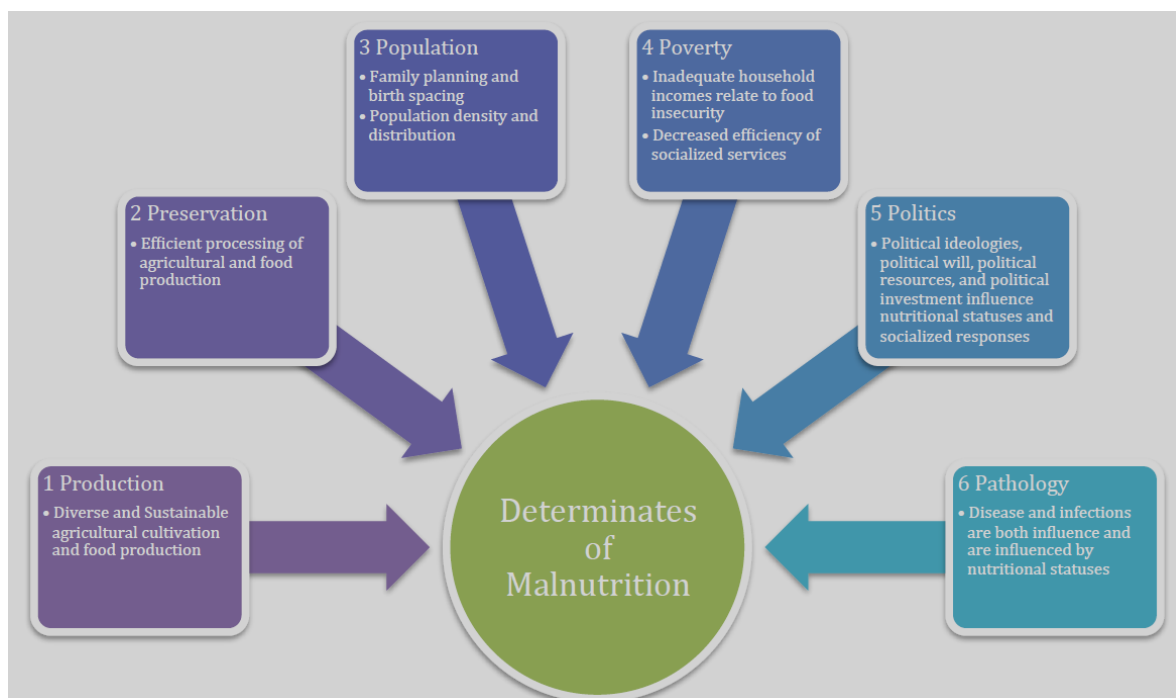 1 Production
• Diverse and Sustainable
agricultural cultivation
and food production
2 Preservation
• Efficient processing of
agricultural and food
production
3 Population
• Family planning and
birth spacing
• Population density and
distribution
4 Poverty
• Inadequate household
incomes relate to food
insecurity
• Decreased efficiency of
socialized services
5 Politics
• Political ideologies,
political will, political
resources, and political
investment influence
nutritional statuses and
socialized responses
6 Pathology
• Disease and infections
are both influence and
are influenced by
nutritional statuses
Determinates
of
Malnutrition